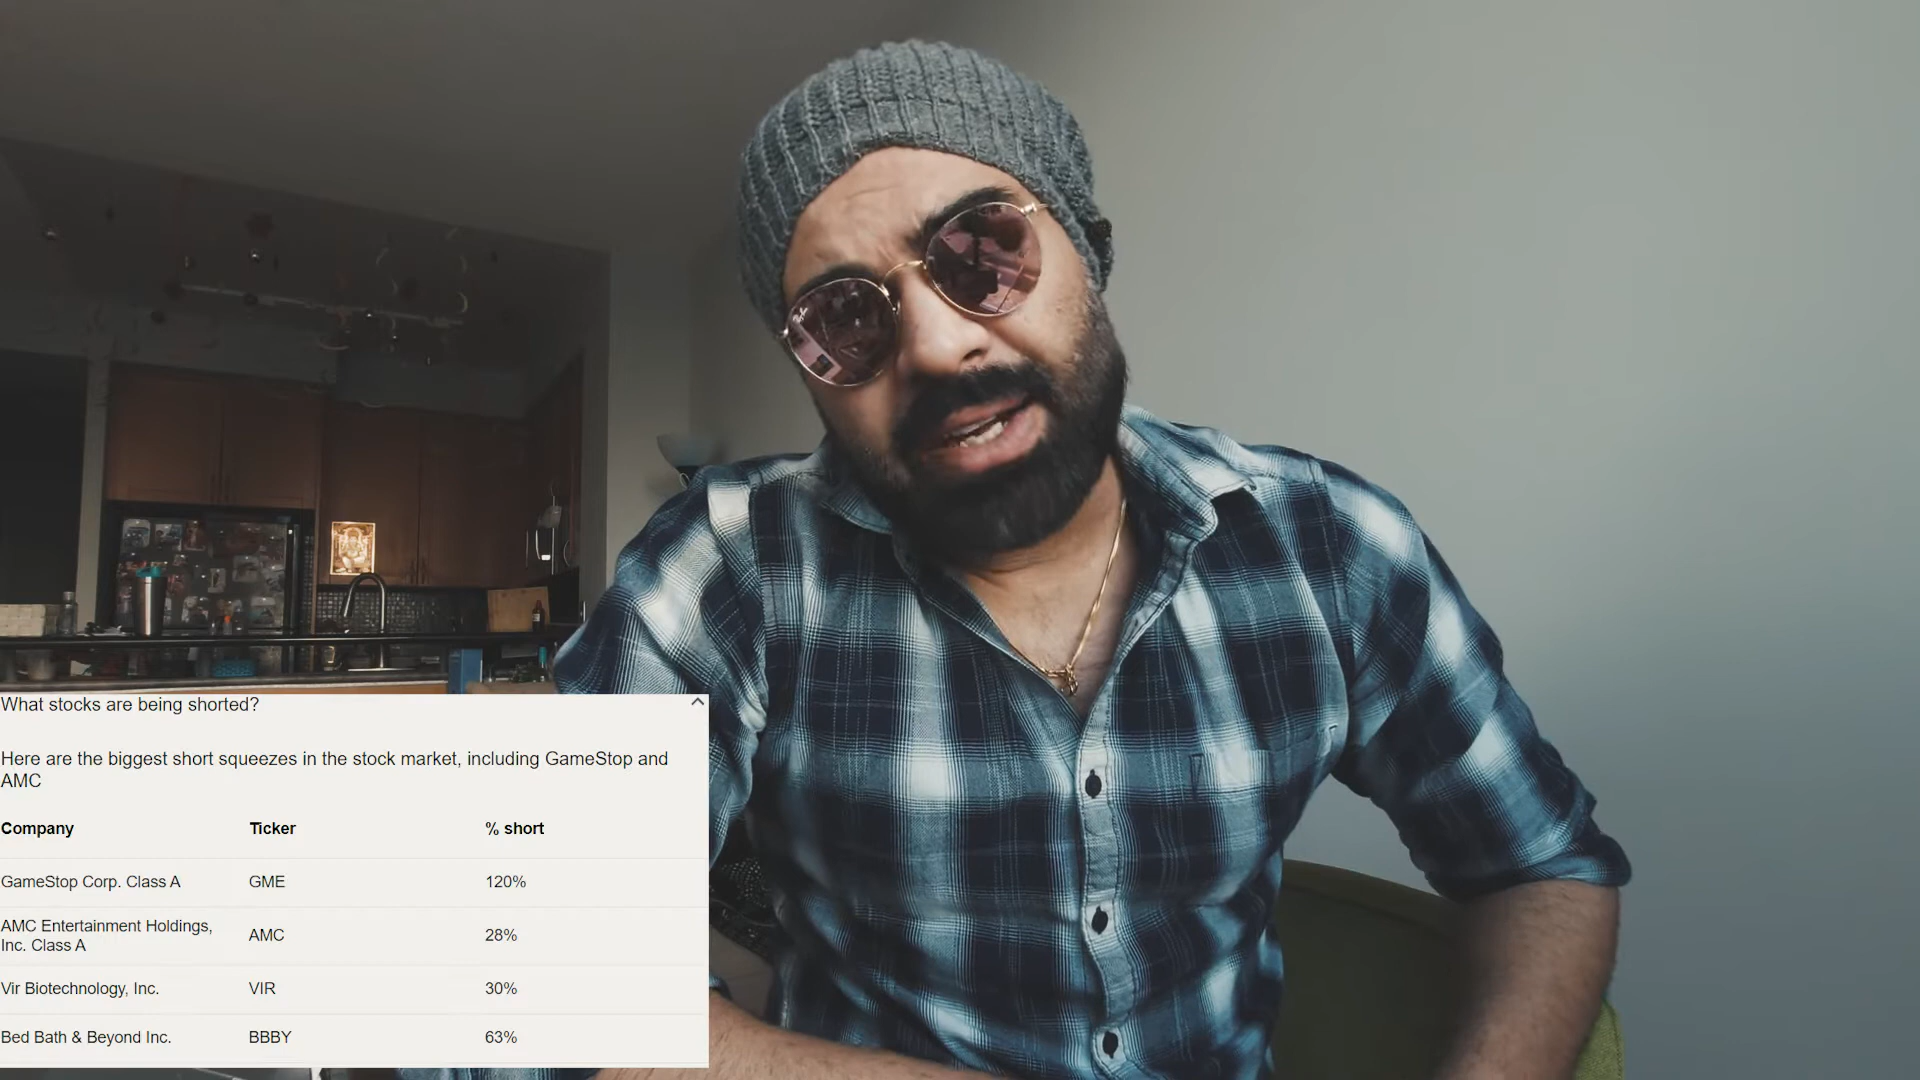 What stocks are being shorted?
Here are the biggest short squeezes in the stock market, including GameStop and
AMC
Company Ticker % short
GameStop Corp. Class A GME 120%
AMC Entertainment Holdings,
Inc. Class A AMC 28%
Vir Biotechnology, Inc. VIR 30%
Bed Bath & Beyond Inc. BBBY 63%
Ray-Ban